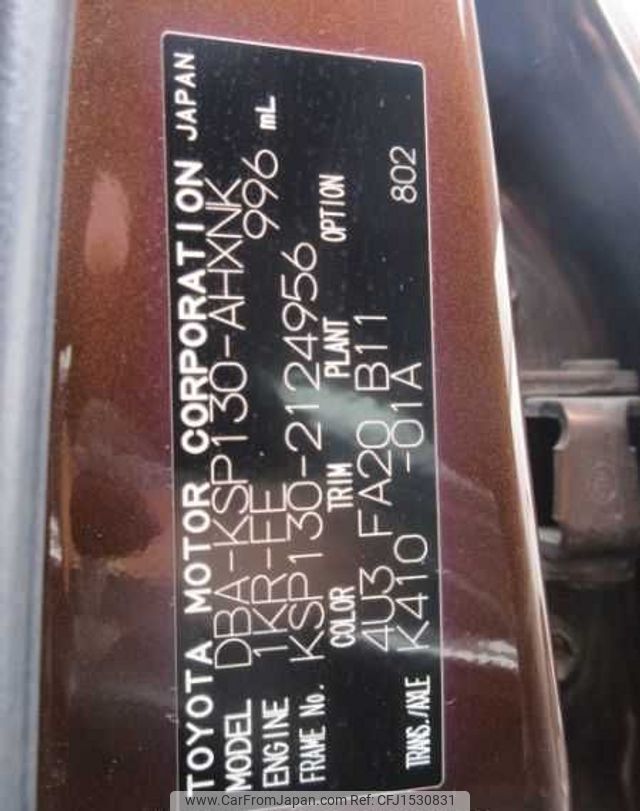 TOYOTA MOTOR CORPORATION JAPAN
MODEL DBA-KSP130-AHXNK
ENGINE 1KR-FE 996 mL
FRAME No. KSP130-2124956
COLOR TRIM PLANT OPTION
4U3 FA20 B11
TRANS./AXLE K410 -01A 802
www.CarFromJapan.com | CFJ1530831